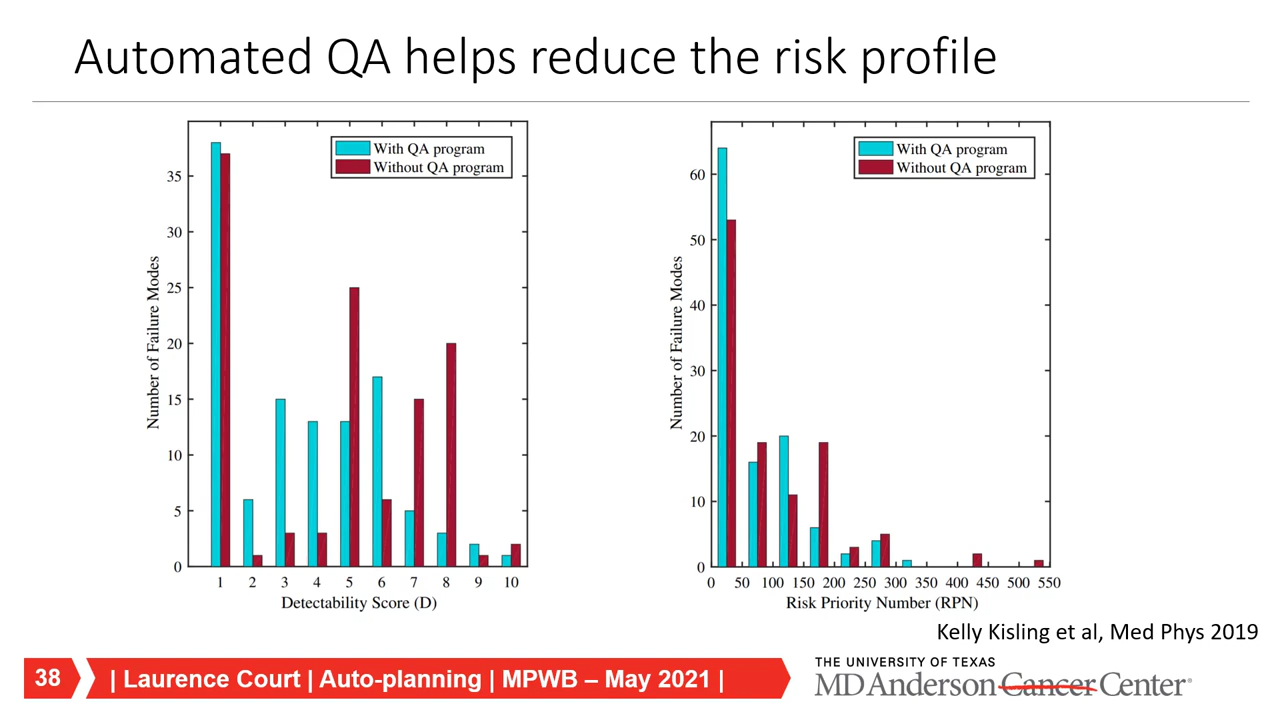 Automated QA helps reduce the risk profile
With QA program
Without QA program
Number of Failure Modes
35
30
25
20
15
10
5
0
1 2 3 4 5 6 7 8 9 10
Detectability Score (D)
With QA program
Without QA program
Number of Failure Modes
60
50
40
30
20
10
0
0 50 100 150 200 250 300 350 400 450 500 550
Risk Priority Number (RPN)
Kelly Kisling et al, Med Phys 2019
38
| Laurence Court | Auto-planning | MPWB – May 2021 |
THE UNIVERSITY OF TEXAS
MD Anderson Cancer Center®